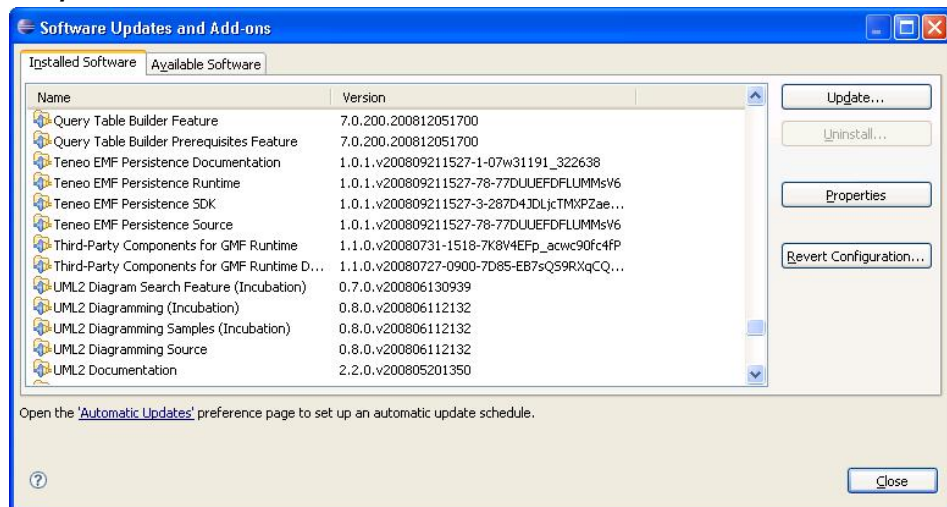 Software Updates and Add-ons
Installed Software Available Software
Name Version
Query Table Builder Feature 7.0.200.200812051700
Query Table Builder Prerequisites Feature 7.0.200.200812051700
Teneo EMF Persistence Documentation 1.0.1.v200809211527-1-07w31191_322638
Teneo EMF Persistence Runtime 1.0.1.v200809211527-78-77DUUEFDFLUMMsV6
Teneo EMF Persistence SDK 1.0.1.v200809211527-3-287D4JDLjcTMXPZae...
Teneo EMF Persistence Source 1.0.1.v200809211527-78-77DUUEFDFLUMMsV6
Third-Party Components for GMF Runtime 1.1.0.v20080731-1518-7K8V4EFp_acwc90fc4fP
Third-Party Components for GMF Runtime D... 1.1.0.v20080727-0900-7D85-EB7sQS9RXqCQ...
UML2 Diagram Search Feature (Incubation) 0.7.0.v200806130939
UML2 Diagramming (Incubation) 0.8.0.v200806112132
UML2 Diagramming Samples (Incubation) 0.8.0.v200806112132
UML2 Diagramming Source 0.8.0.v200806112132
UML2 Documentation 2.2.0.v200805201350
Update...
Uninstall...
Properties
Revert Configuration...
Open the 'Automatic Updates' preference page to set up an automatic update schedule.
?
Close